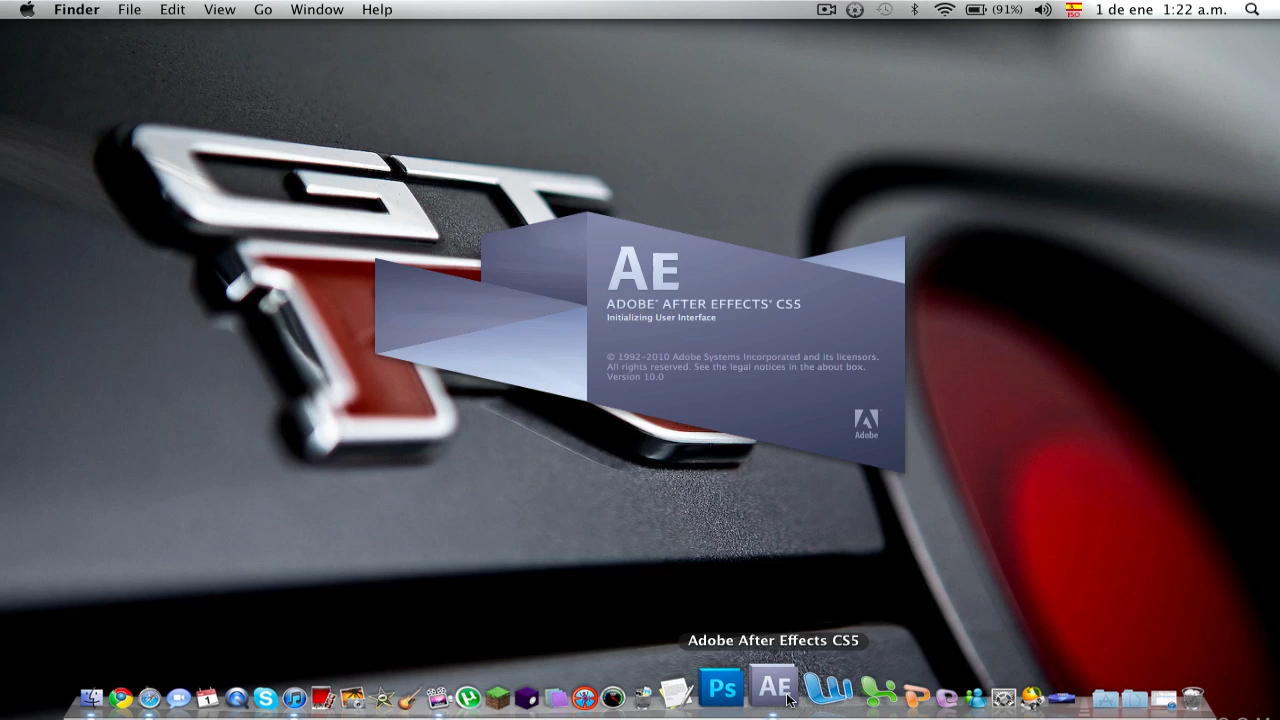 Finder File Edit View Go Window Help (91%) ISO 1 de ene 1:22 a.m.
GT
AE
ADOBE® AFTER EFFECTS® CS5
Initializing User Interface
© 1992-2010 Adobe Systems Incorporated and its licensors.
All rights reserved. See the legal notices in the about box.
Version 10.0
Adobe
Adobe After Effects CS5
Ps AE